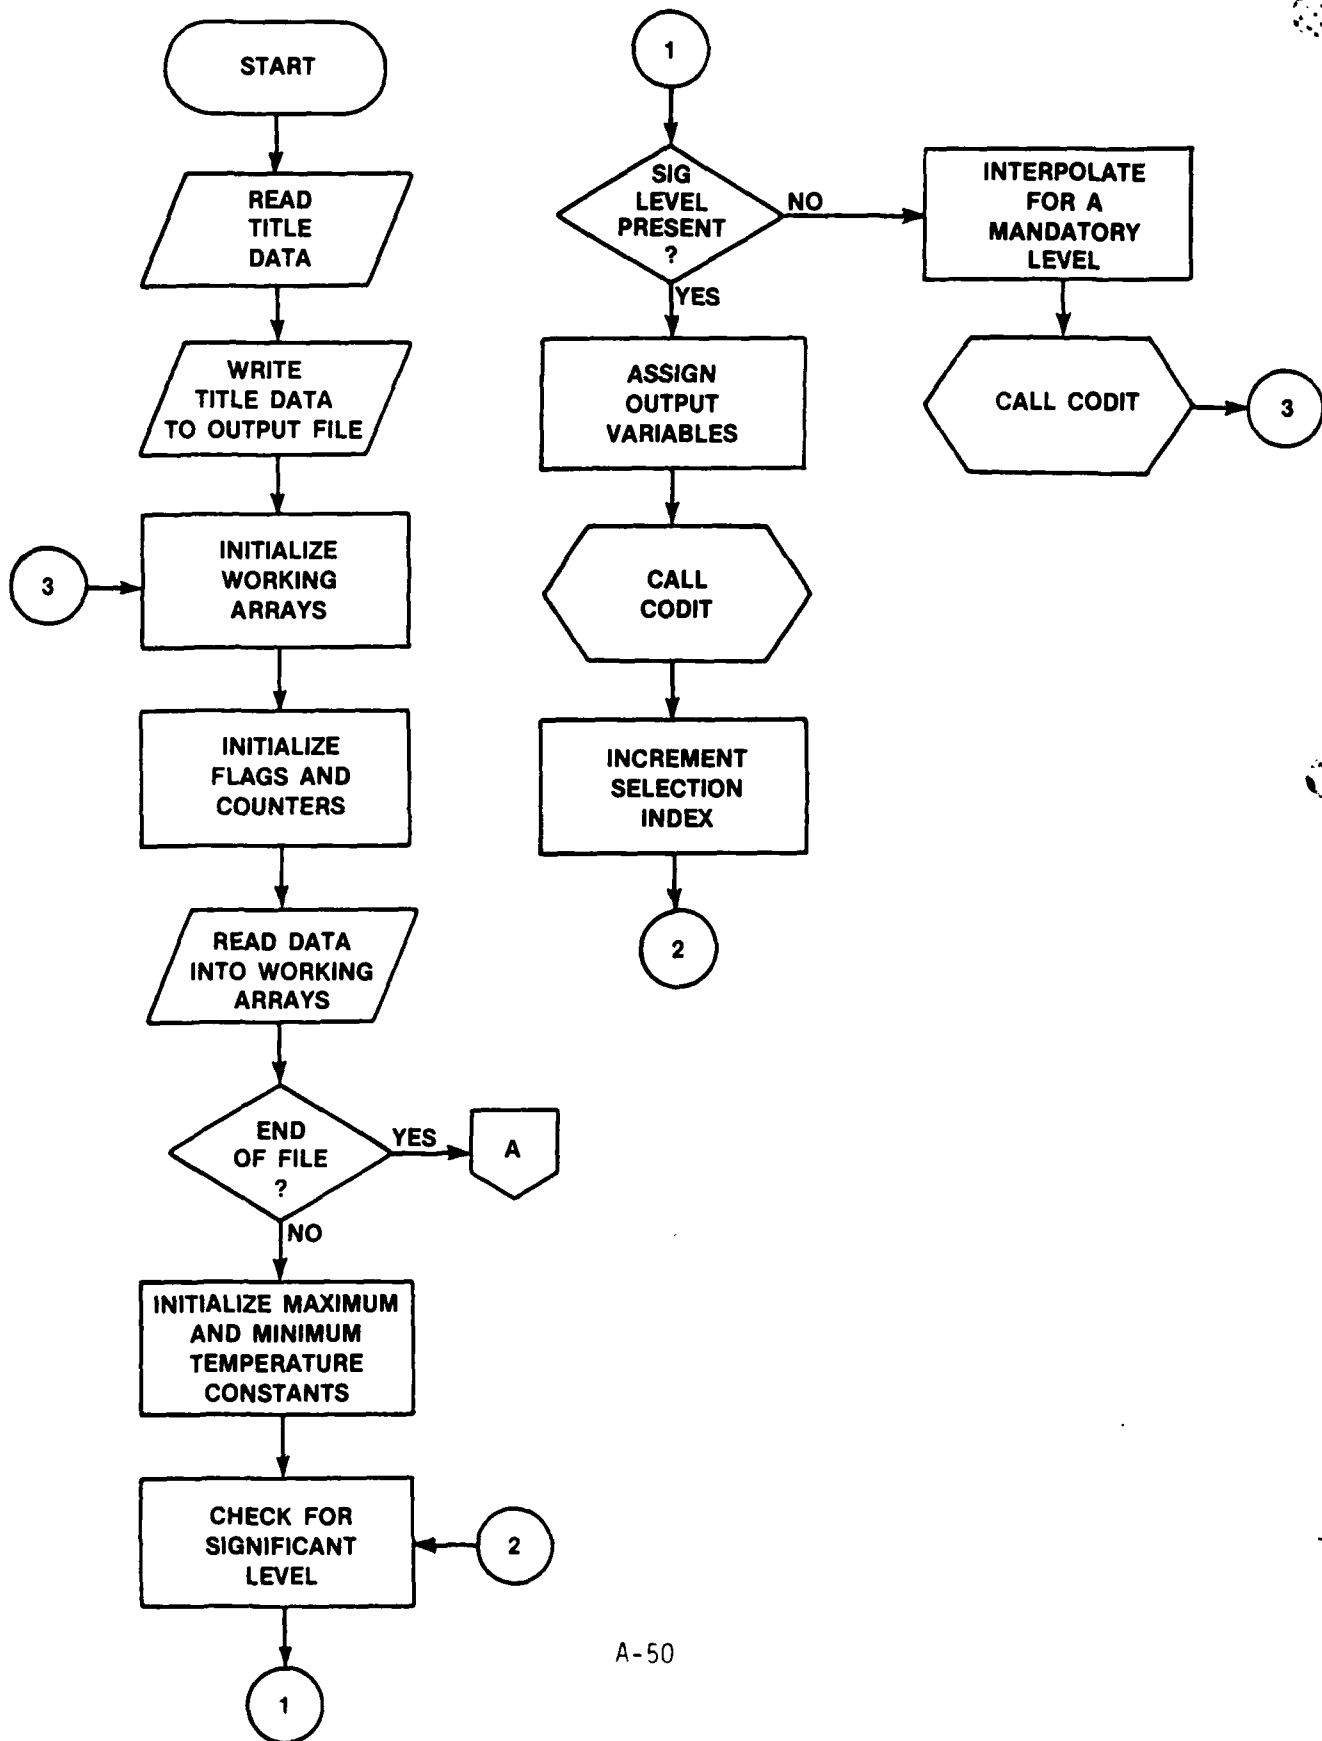 START
READ
TITLE
DATA
WRITE
TITLE DATA
TO OUTPUT FILE
3
INITIALIZE
WORKING
ARRAYS
INITIALIZE
FLAGS AND
COUNTERS
READ DATA
INTO WORKING
ARRAYS
END
OF FILE
?
YES
A
NO
INITIALIZE MAXIMUM
AND MINIMUM
TEMPERATURE
CONSTANTS
CHECK FOR
SIGNIFICANT
LEVEL
2
1
1
SIG
LEVEL
PRESENT
?
NO
INTERPOLATE
FOR A
MANDATORY
LEVEL
CALL CODIT
3
YES
ASSIGN
OUTPUT
VARIABLES
CALL
CODIT
INCREMENT
SELECTION
INDEX
2
A-50